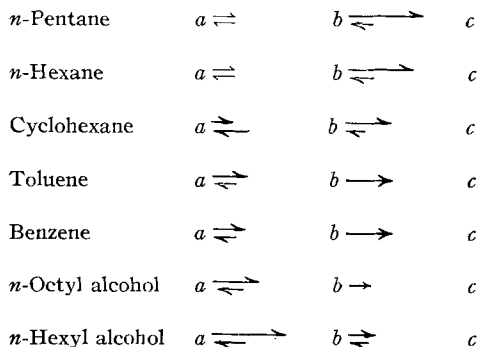 n-Pentane a ⇌ b ⇌ c
n-Hexane a ⇌ b ⇌ c
Cyclohexane a ⇌ b ⇌ c
Toluene a ⇌ b → c
Benzene a ⇌ b → c
n-Octyl alcohol a ⇌ b → c
n-Hexyl alcohol a ⇌ b ⇌ c